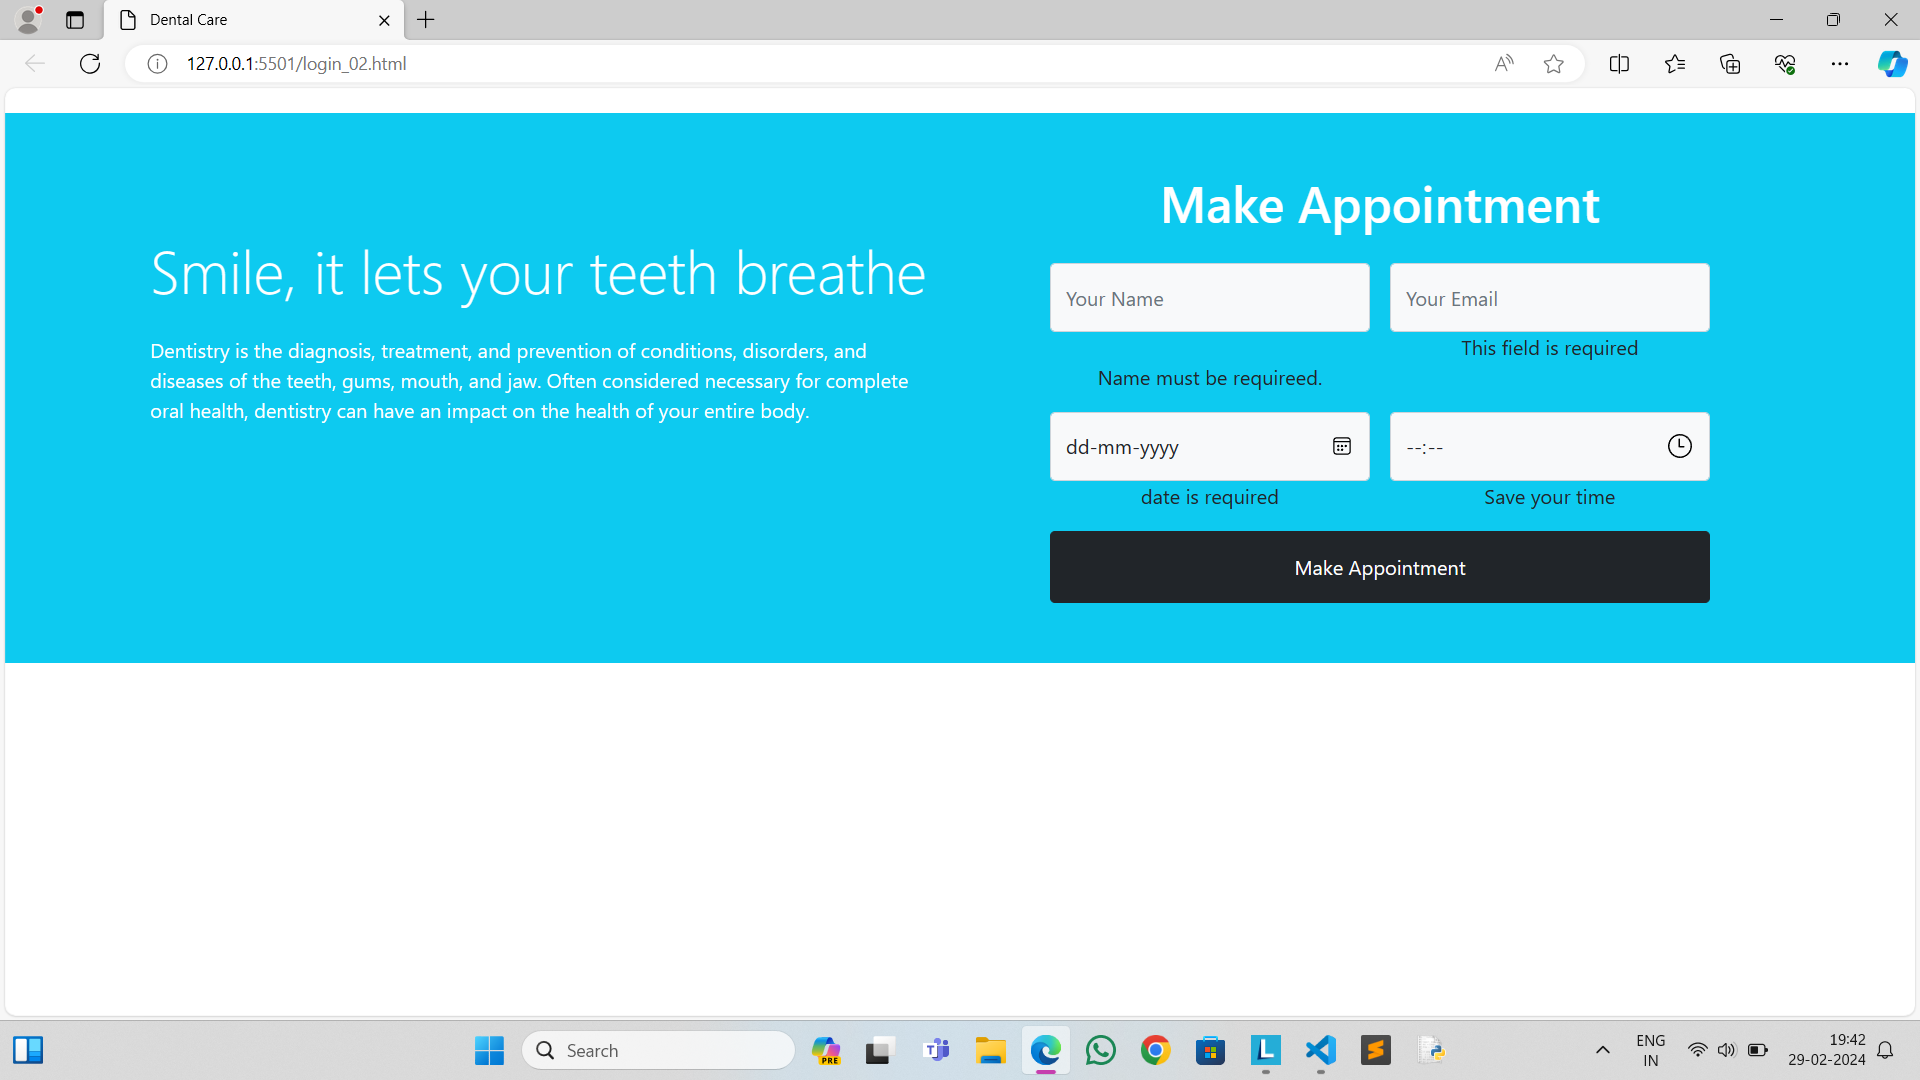 Dental Care
127.0.0.1:5501/login_02.html
Make Appointment
Smile, it lets your teeth breathe
Your Name
Your Email
This field is required
Dentistry is the diagnosis, treatment, and prevention of conditions, disorders, and
diseases of the teeth, gums, mouth, and jaw. Often considered necessary for complete
oral health, dentistry can have an impact on the health of your entire body.
Name must be requireed.
dd-mm-yyyy
--:--
date is required
Save your time
Make Appointment
Search
PRE
ENG
IN
19:42
29-02-2024